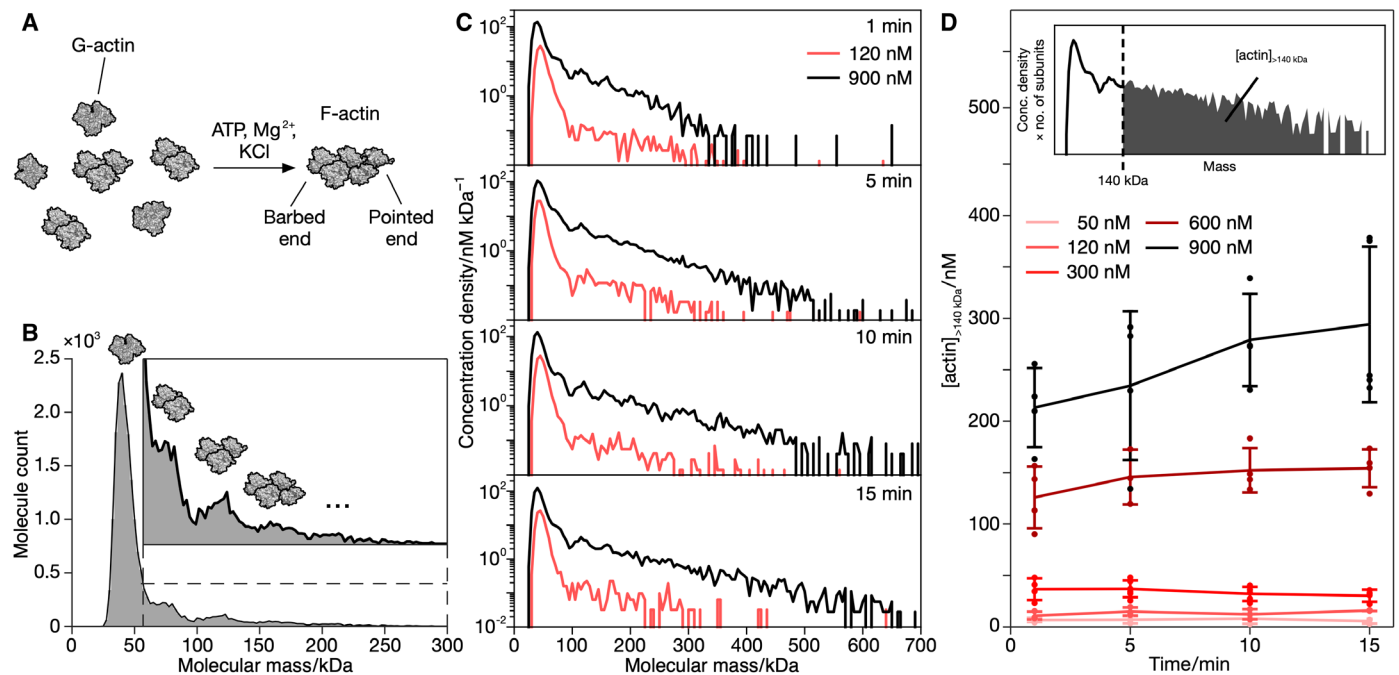 A
G-actin
ATP, Mg²⁺,
KCl
F-actin
Barbed
end
Pointed
end
B
×10³
2.5
2.0
1.5
1.0
0.5
0
Molecule count
...
0 50 100 150 200 250 300
Molecular mass/kDa
C
1 min
120 nM
900 nM
10²
10⁰
5 min
10²
10⁰
10 min
10²
10⁰
15 min
10²
10⁰
10⁻²
Concentration density/nM kDa⁻¹
0 100 200 300 400 500 600 700
Molecular mass/kDa
D
Conc. density
× no. of subunits
[actin]>140 kDa
Mass
140 kDa
50 nM
120 nM
300 nM
600 nM
900 nM
500
400
300
200
100
0
[actin]>140 kDa/nM
0 5 10 15
Time/min